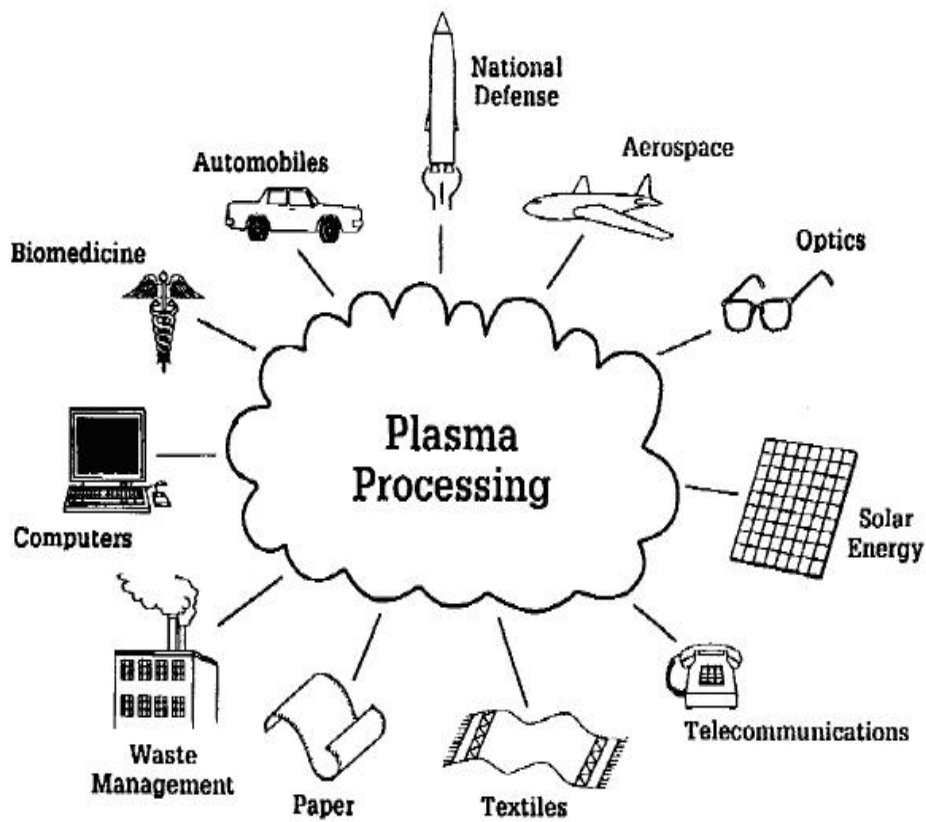 National
Defense
Aerospace
Automobiles
Optics
Biomedicine
Plasma
Processing
Solar
Energy
Computers
Telecommunications
Waste
Management
Paper
Textiles